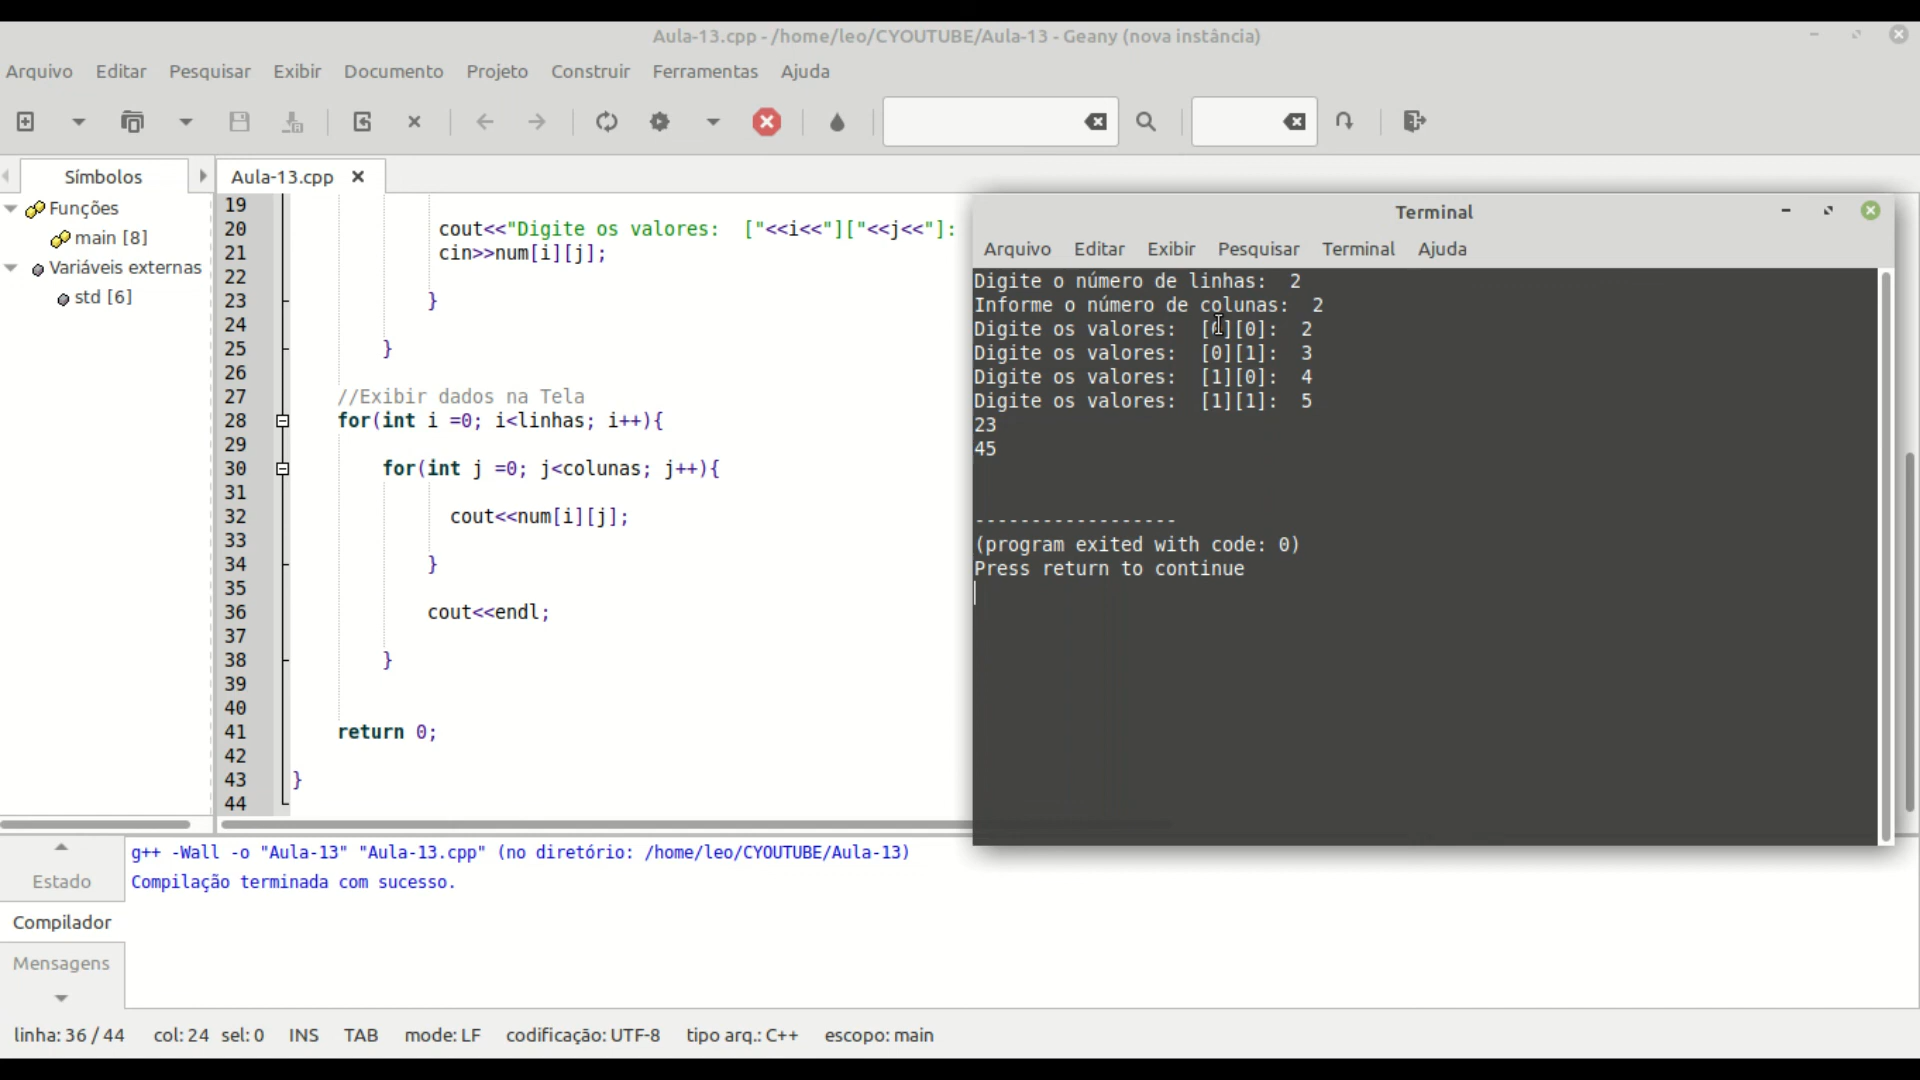 Aula-13.cpp - /home/leo/CYOUTUBE/Aula-13 - Geany (nova instância)
Arquivo Editar Pesquisar Exibir Documento Projeto Construir Ferramentas Ajuda
Símbolos
Funções
main [8]
Variáveis externas
std [6]
Aula-13.cpp
19
20 cout<<"Digite os valores:  ["<<i<<"]["<<j<<"]:
21 cin>>num[i][j];
22
23 }
24
25 }
26
27 //Exibir dados na Tela
28 for(int i =0; i<linhas; i++){
29
30 for(int j =0; j<colunas; j++){
31
32 cout<<num[i][j];
33
34 }
35
36 cout<<endl;
37
38 }
39
40
41 return 0;
42
43 }
44
Terminal
Arquivo Editar Exibir Pesquisar Terminal Ajuda
Digite o número de linhas:  2
Informe o número de colunas:  2
Digite os valores:  [0][0]:  2
Digite os valores:  [0][1]:  3
Digite os valores:  [1][0]:  4
Digite os valores:  [1][1]:  5
23
45
------------------
(program exited with code: 0)
Press return to continue
Estado
Compilador
Mensagens
g++ -Wall -o "Aula-13" "Aula-13.cpp" (no diretório: /home/leo/CYOUTUBE/Aula-13)
Compilação terminada com sucesso.
linha: 36 / 44 col: 24 sel: 0 INS TAB mode: LF codificação: UTF-8 tipo arq.: C++ escopo: main